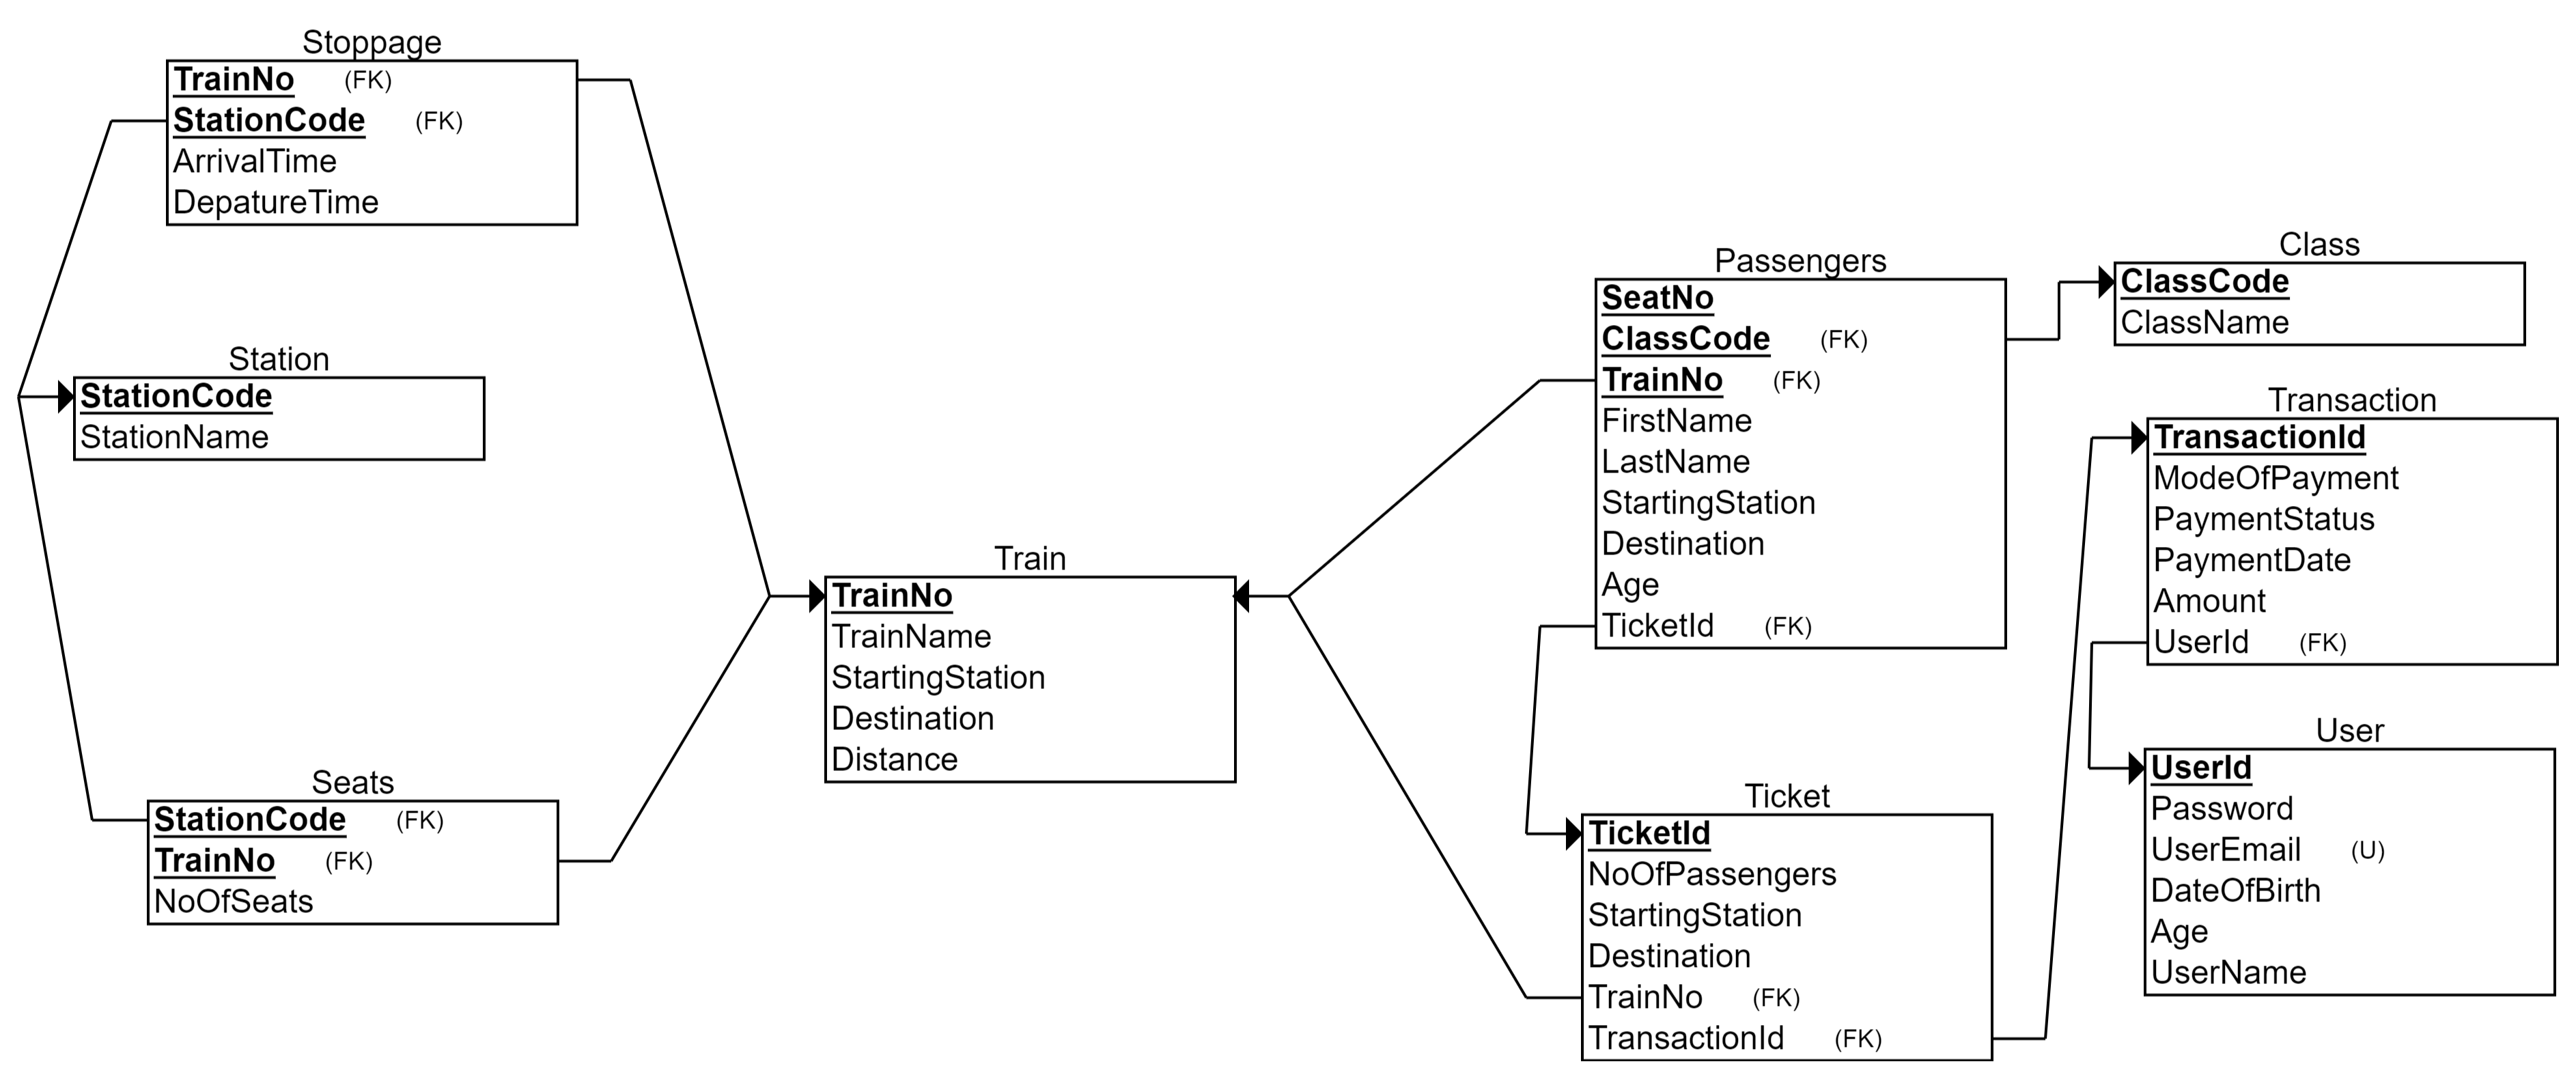 Stoppage
TrainNo (FK)
StationCode (FK)
ArrivalTime
DepatureTime
Station
StationCode
StationName
Seats
StationCode (FK)
TrainNo (FK)
NoOfSeats
Train
TrainNo
TrainName
StartingStation
Destination
Distance
Passengers
SeatNo
ClassCode (FK)
TrainNo (FK)
FirstName
LastName
StartingStation
Destination
Age
TicketId (FK)
Ticket
TicketId
NoOfPassengers
StartingStation
Destination
TrainNo (FK)
TransactionId (FK)
Class
ClassCode
ClassName
Transaction
TransactionId
ModeOfPayment
PaymentStatus
PaymentDate
Amount
UserId (FK)
User
UserId
Password
UserEmail (U)
DateOfBirth
Age
UserName